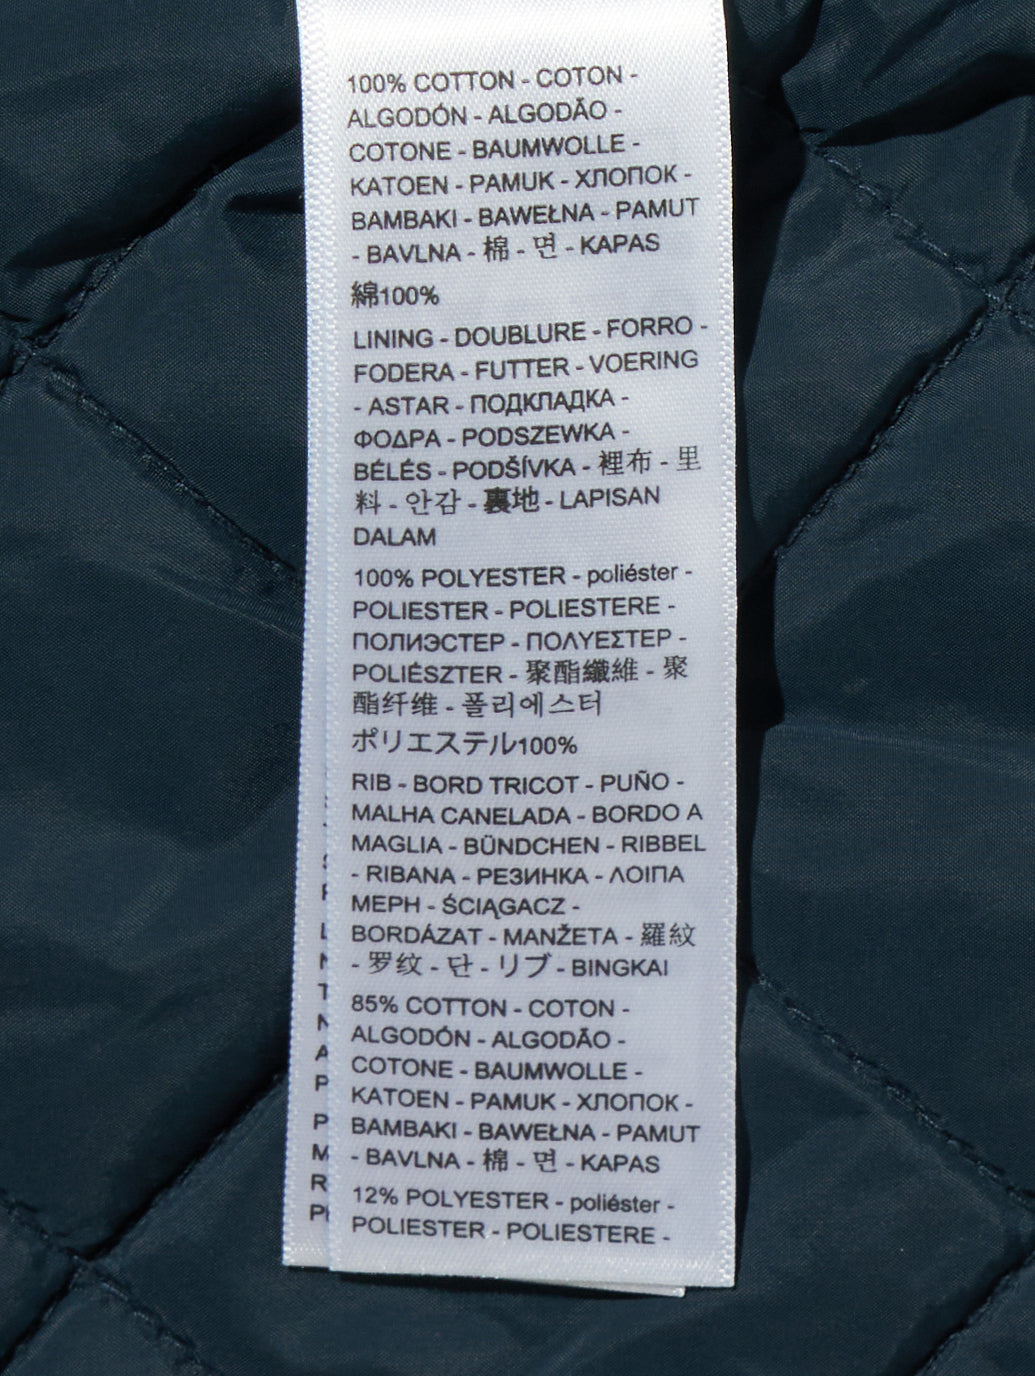 100% COTTON - COTON -
ALGODÓN - ALGODÃO -
COTONE - BAUMWOLLE -
KATOEN - PAMUK - ХЛОПОК -
BAMBAKI - BAWEŁNA - PAMUT
- BAVLNA - 棉 - 면 - KAPAS
綿100%
LINING - DOUBLURE - FORRO -
FODERA - FUTTER - VOERING
- ASTAR - ПОДКЛАДКА -
ΦΟΔΡΑ - PODSZEWKA -
BÉLÉS - PODŠÍVKA - 裡布 - 里
料 - 안감 - 裏地 - LAPISAN
DALAM
100% POLYESTER - poliéster -
POLIESTER - POLIESTERE -
ПОЛИЭСТЕР - ΠΟΛΥΕΣΤΕΡ -
POLIÉSZTER - 聚酯纖維 - 聚
酯纤维 - 폴리에스터
ポリエステル100%
RIB - BORD TRICOT - PUÑO -
MALHA CANELADA - BORDO A
MAGLIA - BÜNDCHEN - RIBBEL
- RIBANA - РЕЗИНКА - ΛΟΙΠΑ
ΜΕΡΗ - ŚCIĄGACZ -
BORDÁZAT - MANŽETA - 羅紋
- 罗纹 - 단 - リブ - BINGKAI
85% COTTON - COTON -
ALGODÓN - ALGODÃO -
COTONE - BAUMWOLLE -
KATOEN - PAMUK - ХЛОПОК -
BAMBAKI - BAWEŁNA - PAMUT
- BAVLNA - 棉 - 면 - KAPAS
12% POLYESTER - poliéster -
POLIESTER - POLIESTERE -